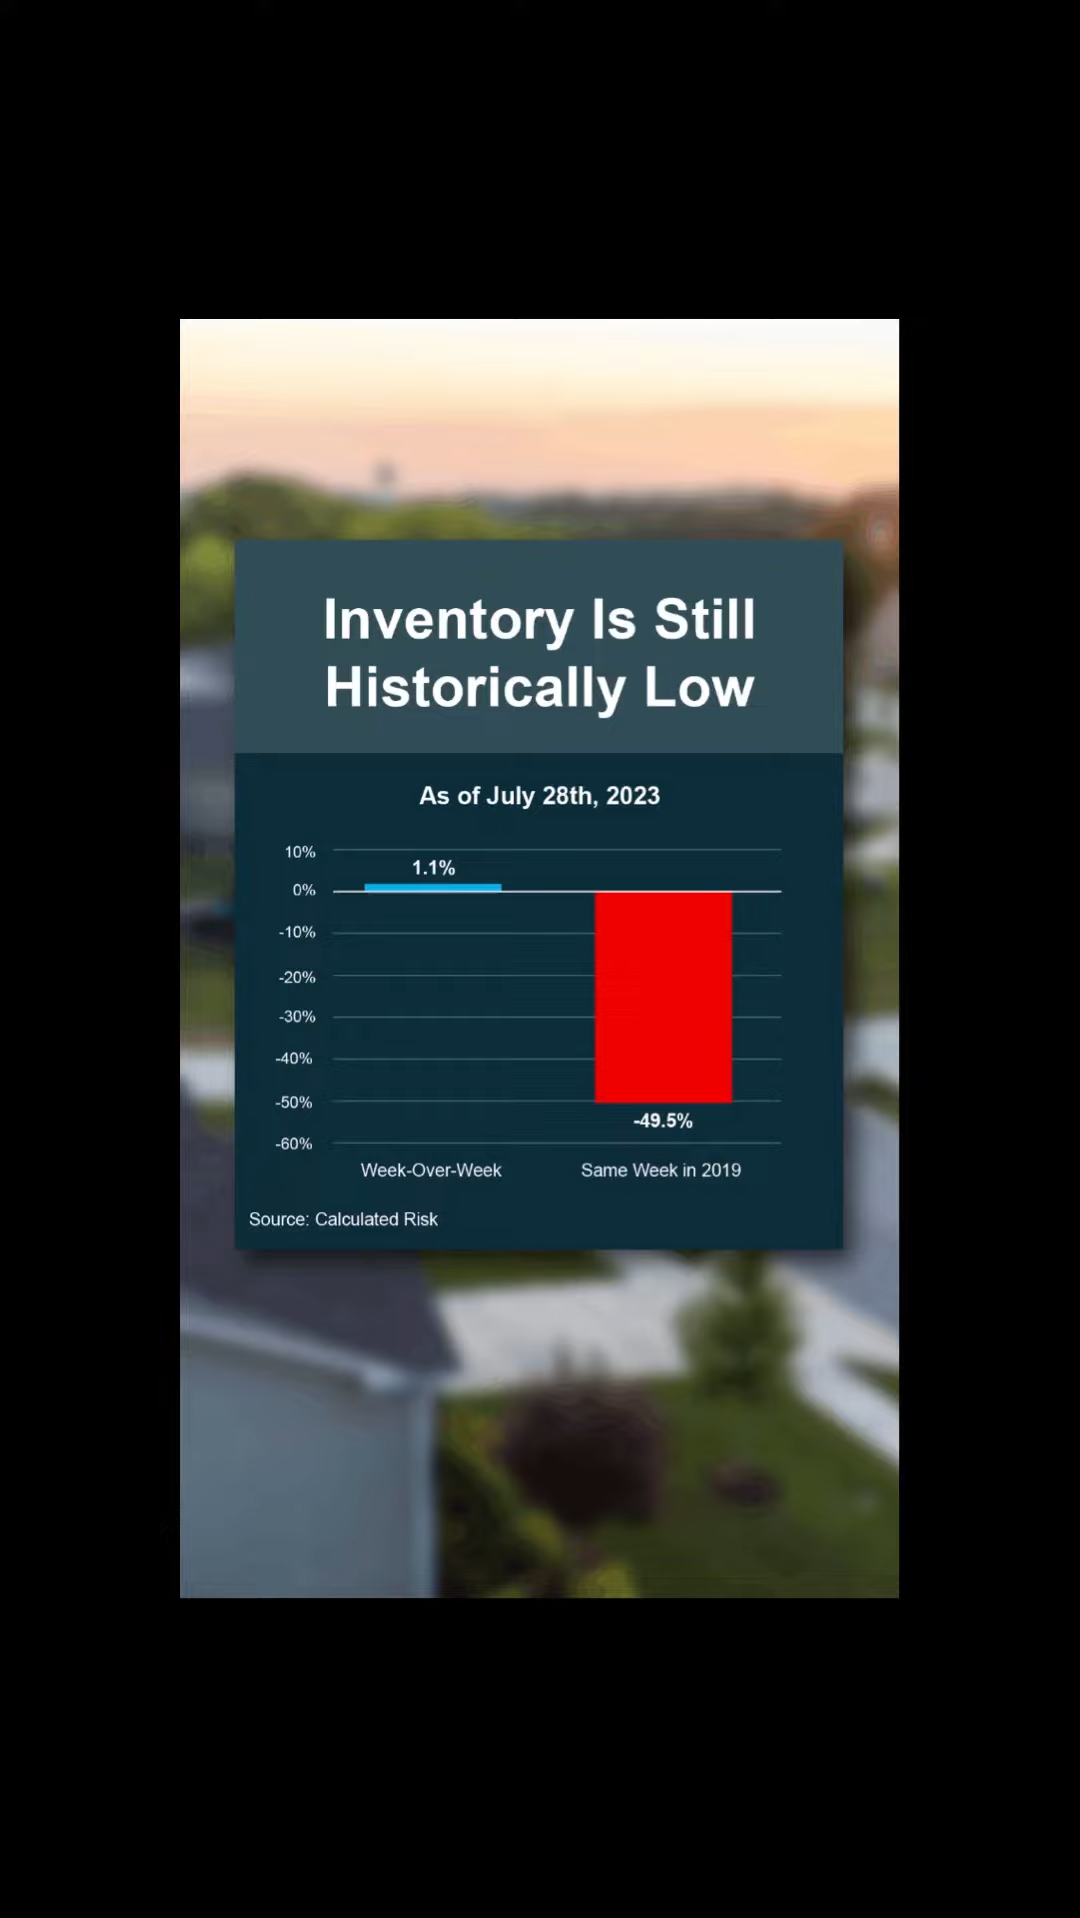 Inventory Is Still
Historically Low
As of July 28th, 2023
10%
1.1%
0%
-10%
-20%
-30%
-40%
-50%
-49.5%
-60%
Week-Over-Week
Same Week in 2019
Source: Calculated Risk